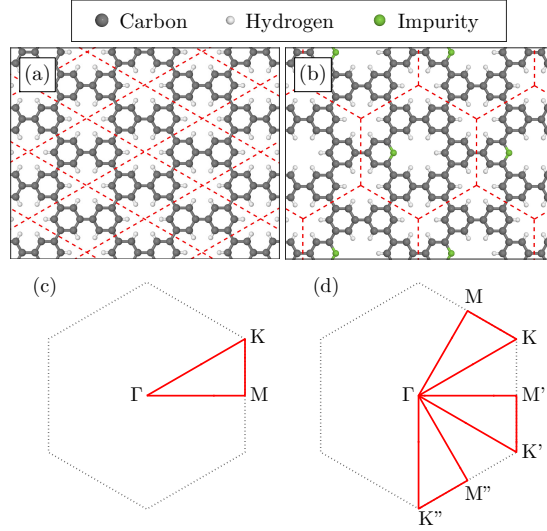 Carbon Hydrogen Impurity
(a) (b)
(c) (d)
K
Γ M
M
K
Γ M'
K'
M"
K"